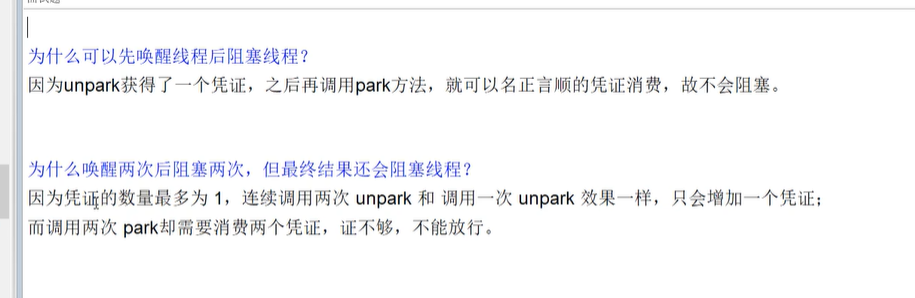 为什么可以先唤醒线程后阻塞线程？
因为unpark获得了一个凭证，之后再调用park方法，就可以名正言顺的凭证消费，故不会阻塞。
为什么唤醒两次后阻塞两次，但最终结果还会阻塞线程？
因为凭证的数量最多为 1，连续调用两次 unpark 和 调用一次 unpark 效果一样，只会增加一个凭证；
而调用两次 park却需要消费两个凭证，证不够，不能放行。